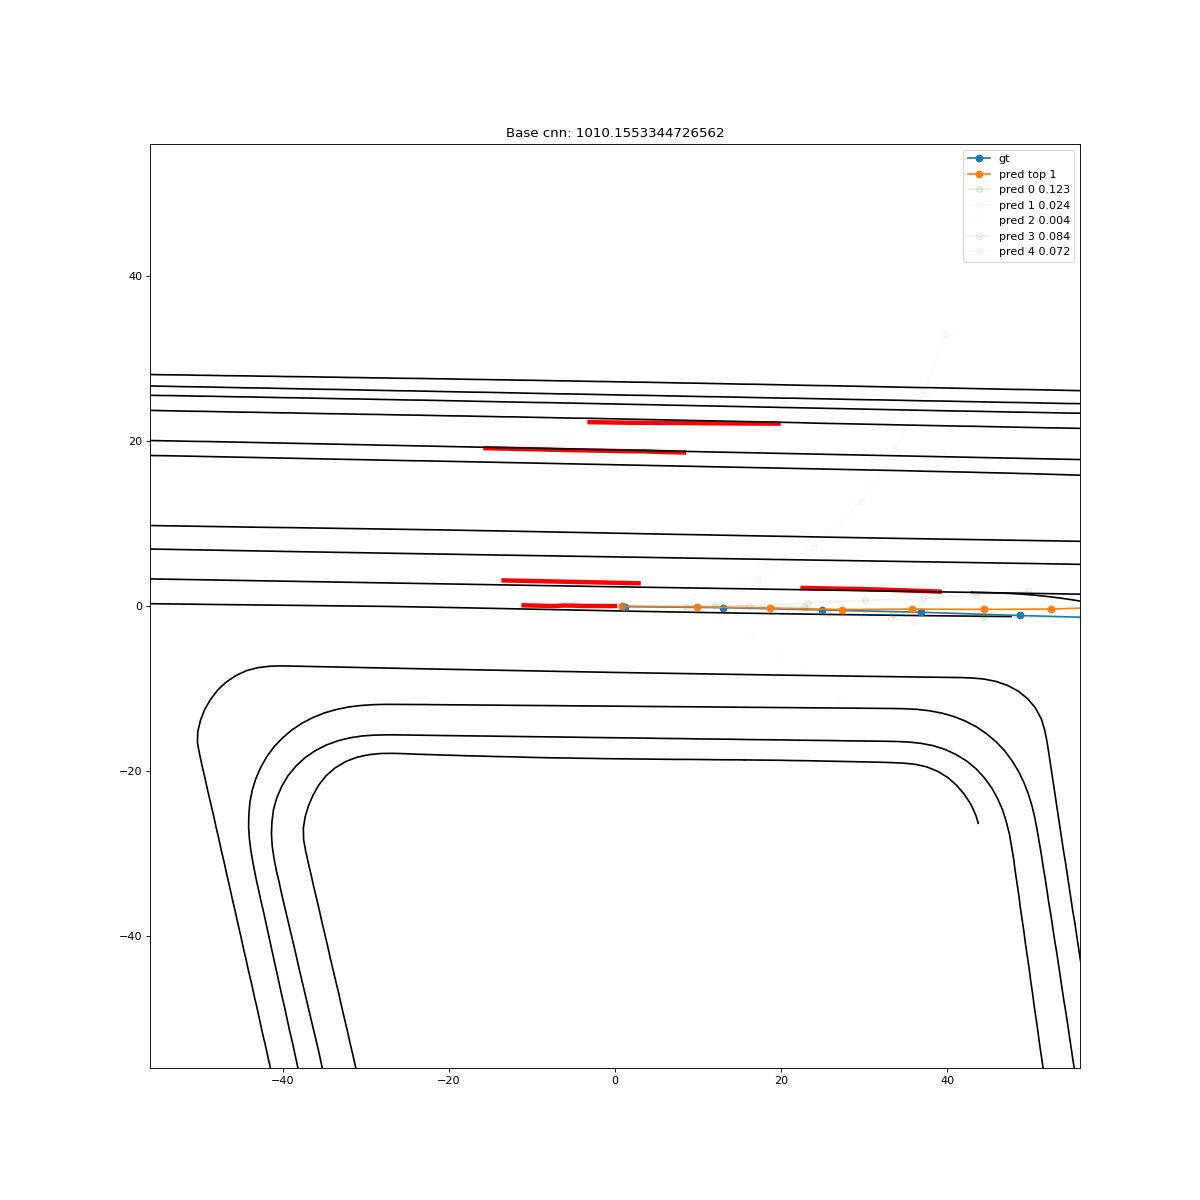 Base cnn: 1010.1553344726562
gt
pred top 1
pred 0 0.123
pred 1 0.024
pred 2 0.004
pred 3 0.084
pred 4 0.072
40
20
0
−20
−40
−40
−20
0
20
40